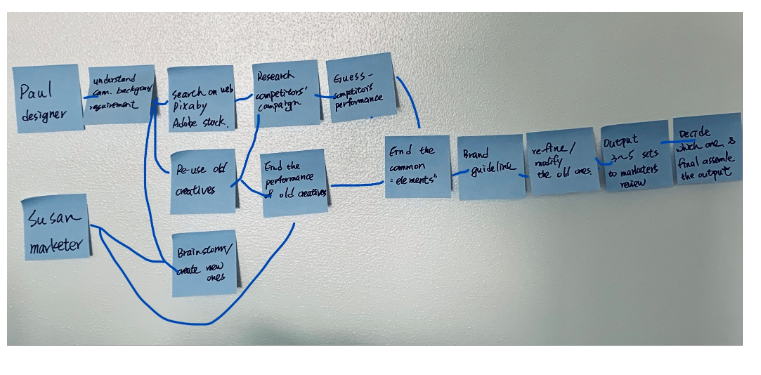 Paul
designer
understand
Cam. background
requirement
search on web
Pixaby
Adobe stock.
Research
competitors'
campaign
Guess-
competitors
performance
Re-use old
creatives
Find the
performance
of old creatives
Susan
marketer
Brainstorm/
create new
ones
Find the
common
"elements"
Brand
guideline
re-fine/
modify
the old ones.
Output
3~5 sets
to marketers
review
Decide
which one &
final assemble
the output